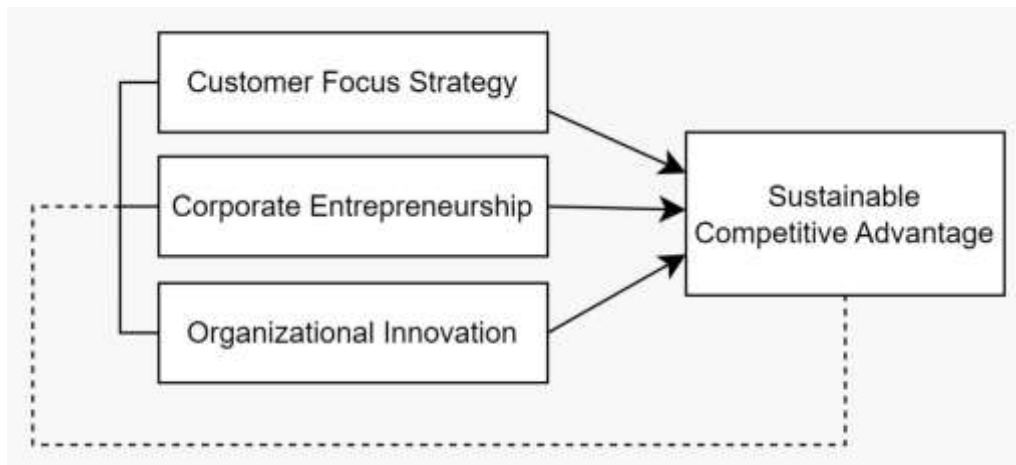 Customer Focus Strategy
Corporate Entrepreneurship
Organizational Innovation
Sustainable
Competitive Advantage